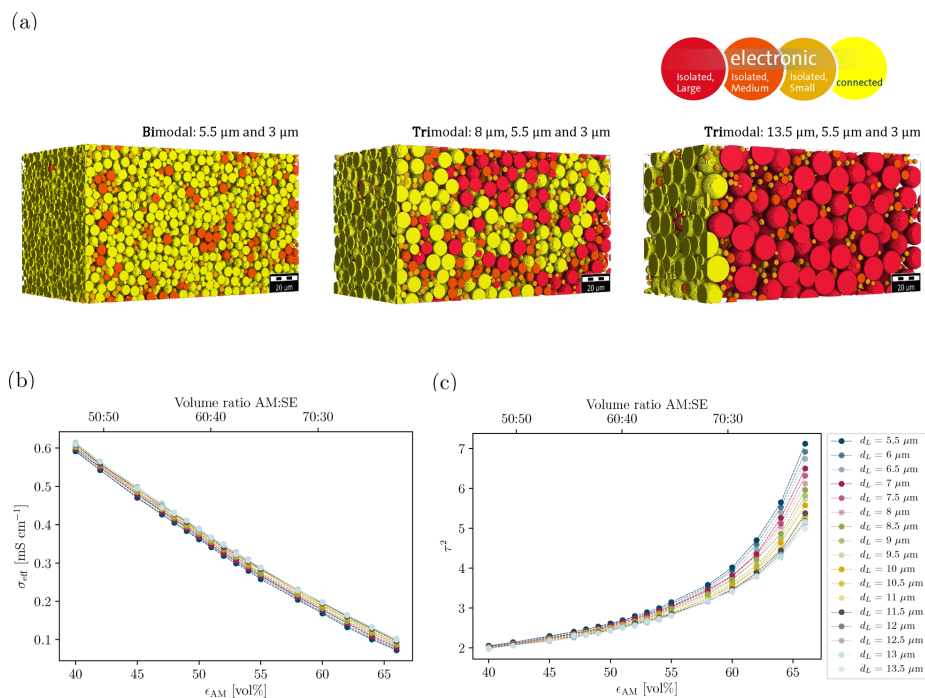 (a)
electronic
Isolated, Large
Isolated, Medium
Isolated, Small
connected
Bimodal: 5.5 µm and 3 µm
Trimodal: 8 µm, 5.5 µm and 3 µm
Trimodal: 13.5 µm, 5.5 µm and 3 µm
20 µm
20 µm
20 µm
(b)
Volume ratio AM:SE
50:50 60:40 70:30
0.6
0.5
0.4
0.3
0.2
0.1
σeff [mS cm⁻¹]
40 45 50 55 60 65
ϵAM [vol%]
(c)
Volume ratio AM:SE
50:50 60:40 70:30
7
6
5
4
3
2
τ²
40 45 50 55 60 65
ϵAM [vol%]
dL = 5.5 µm
dL = 6 µm
dL = 6.5 µm
dL = 7 µm
dL = 7.5 µm
dL = 8 µm
dL = 8.5 µm
dL = 9 µm
dL = 9.5 µm
dL = 10 µm
dL = 10.5 µm
dL = 11 µm
dL = 11.5 µm
dL = 12 µm
dL = 12.5 µm
dL = 13 µm
dL = 13.5 µm